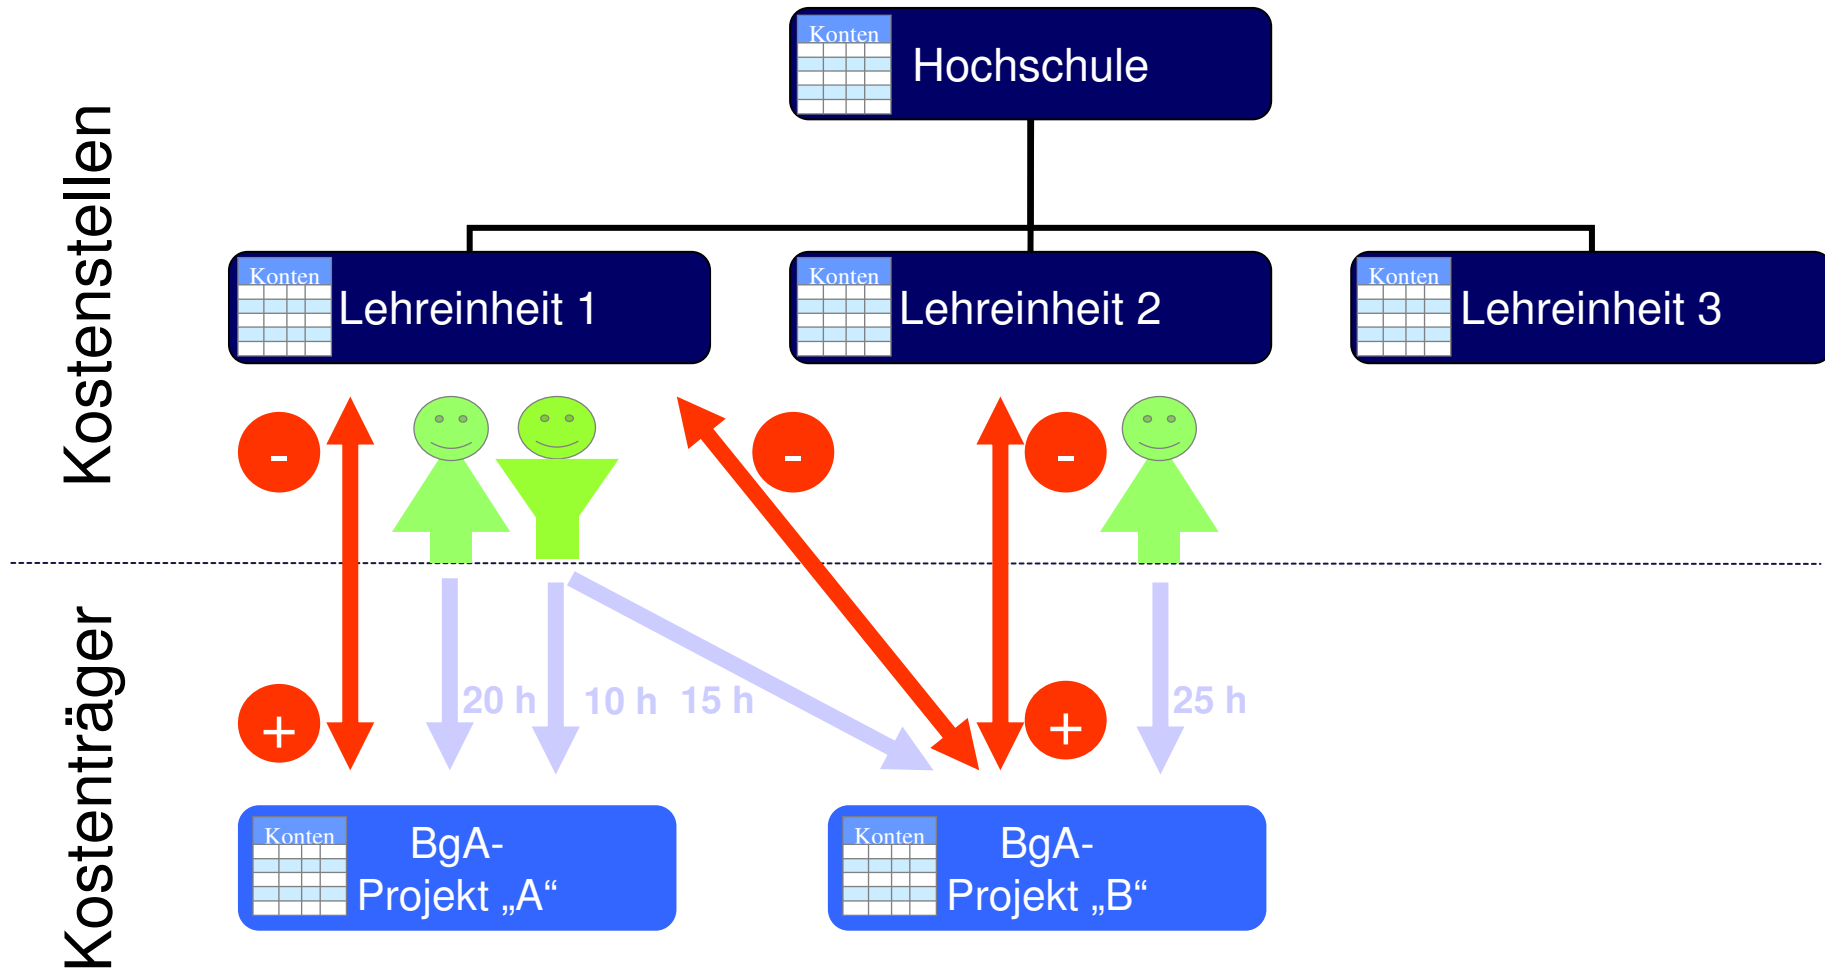 Konten
Hochschule
Kostenstellen
Konten
Lehreinheit 1
Konten
Lehreinheit 2
Konten
Lehreinheit 3
-
-
-
Kostenträger
20 h
10 h
15 h
25 h
+
+
Konten
BgA-
Projekt „A“
Konten
BgA-
Projekt „B“